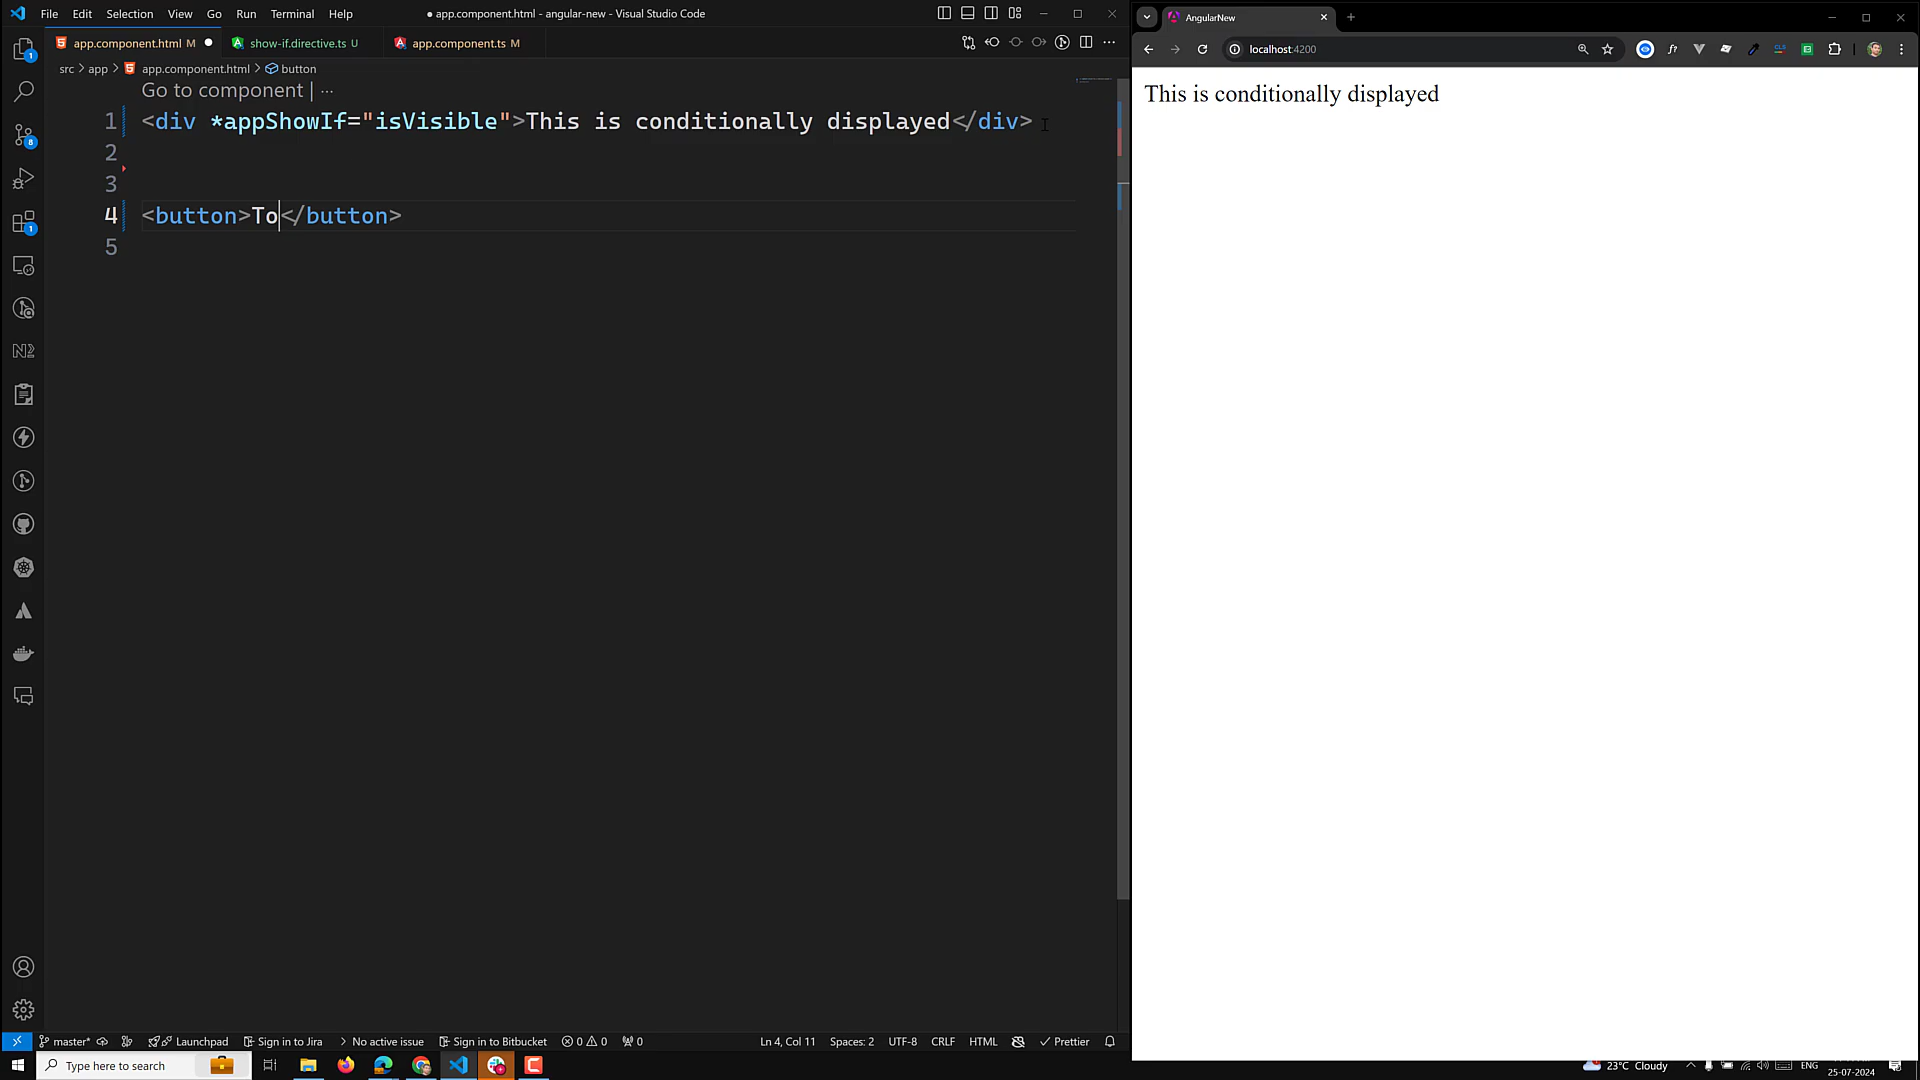 File Edit Selection View Go Run Terminal Help
● app.component.html - angular-new - Visual Studio Code
app.component.html M ●
show-if.directive.ts U
app.component.ts M
src > app > app.component.html > button
Go to component | ...
1 <div *appShowIf="isVisible">This is conditionally displayed</div>
2
3
4 <button>To</button>
5
master*
Launchpad
Sign in to Jira
No active issue
Sign in to Bitbucket
0 0
0
Ln 4, Col 11
Spaces: 2
UTF-8
CRLF
HTML
Prettier
AngularNew
localhost:4200
This is conditionally displayed
Type here to search
23°C Cloudy
ENG
25-07-2024